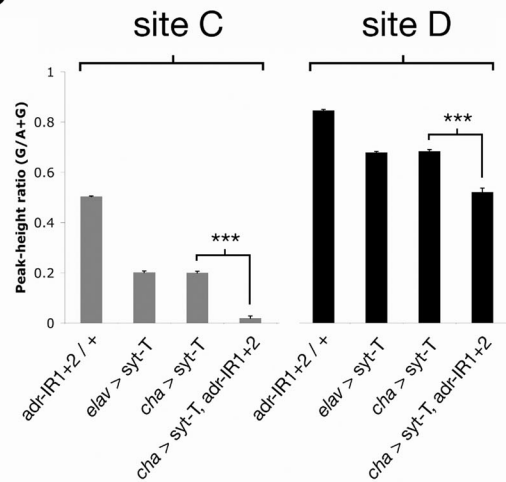 site C
site D
Peak-height ratio (G/A+G)
1
0.8
0.6
0.4
0.2
0
***
***
adr-IR1+2 / +
elav > syt-T
cha > syt-T
cha > syt-T, adr-IR1+2
adr-IR1+2 / +
elav > syt-T
cha > syt-T
cha > syt-T, adr-IR1+2